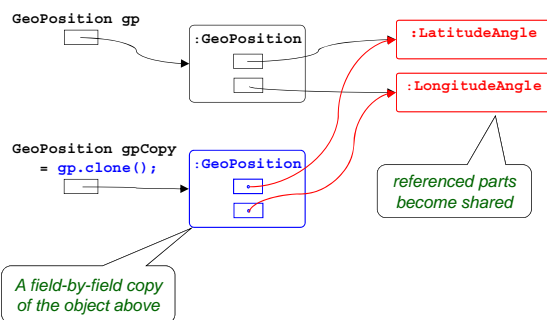 GeoPosition gp
:GeoPosition
:LatitudeAngle
:LongitudeAngle
GeoPosition gpCopy
= gp.clone();
:GeoPosition
referenced parts
become shared
A field-by-field copy
of the object above